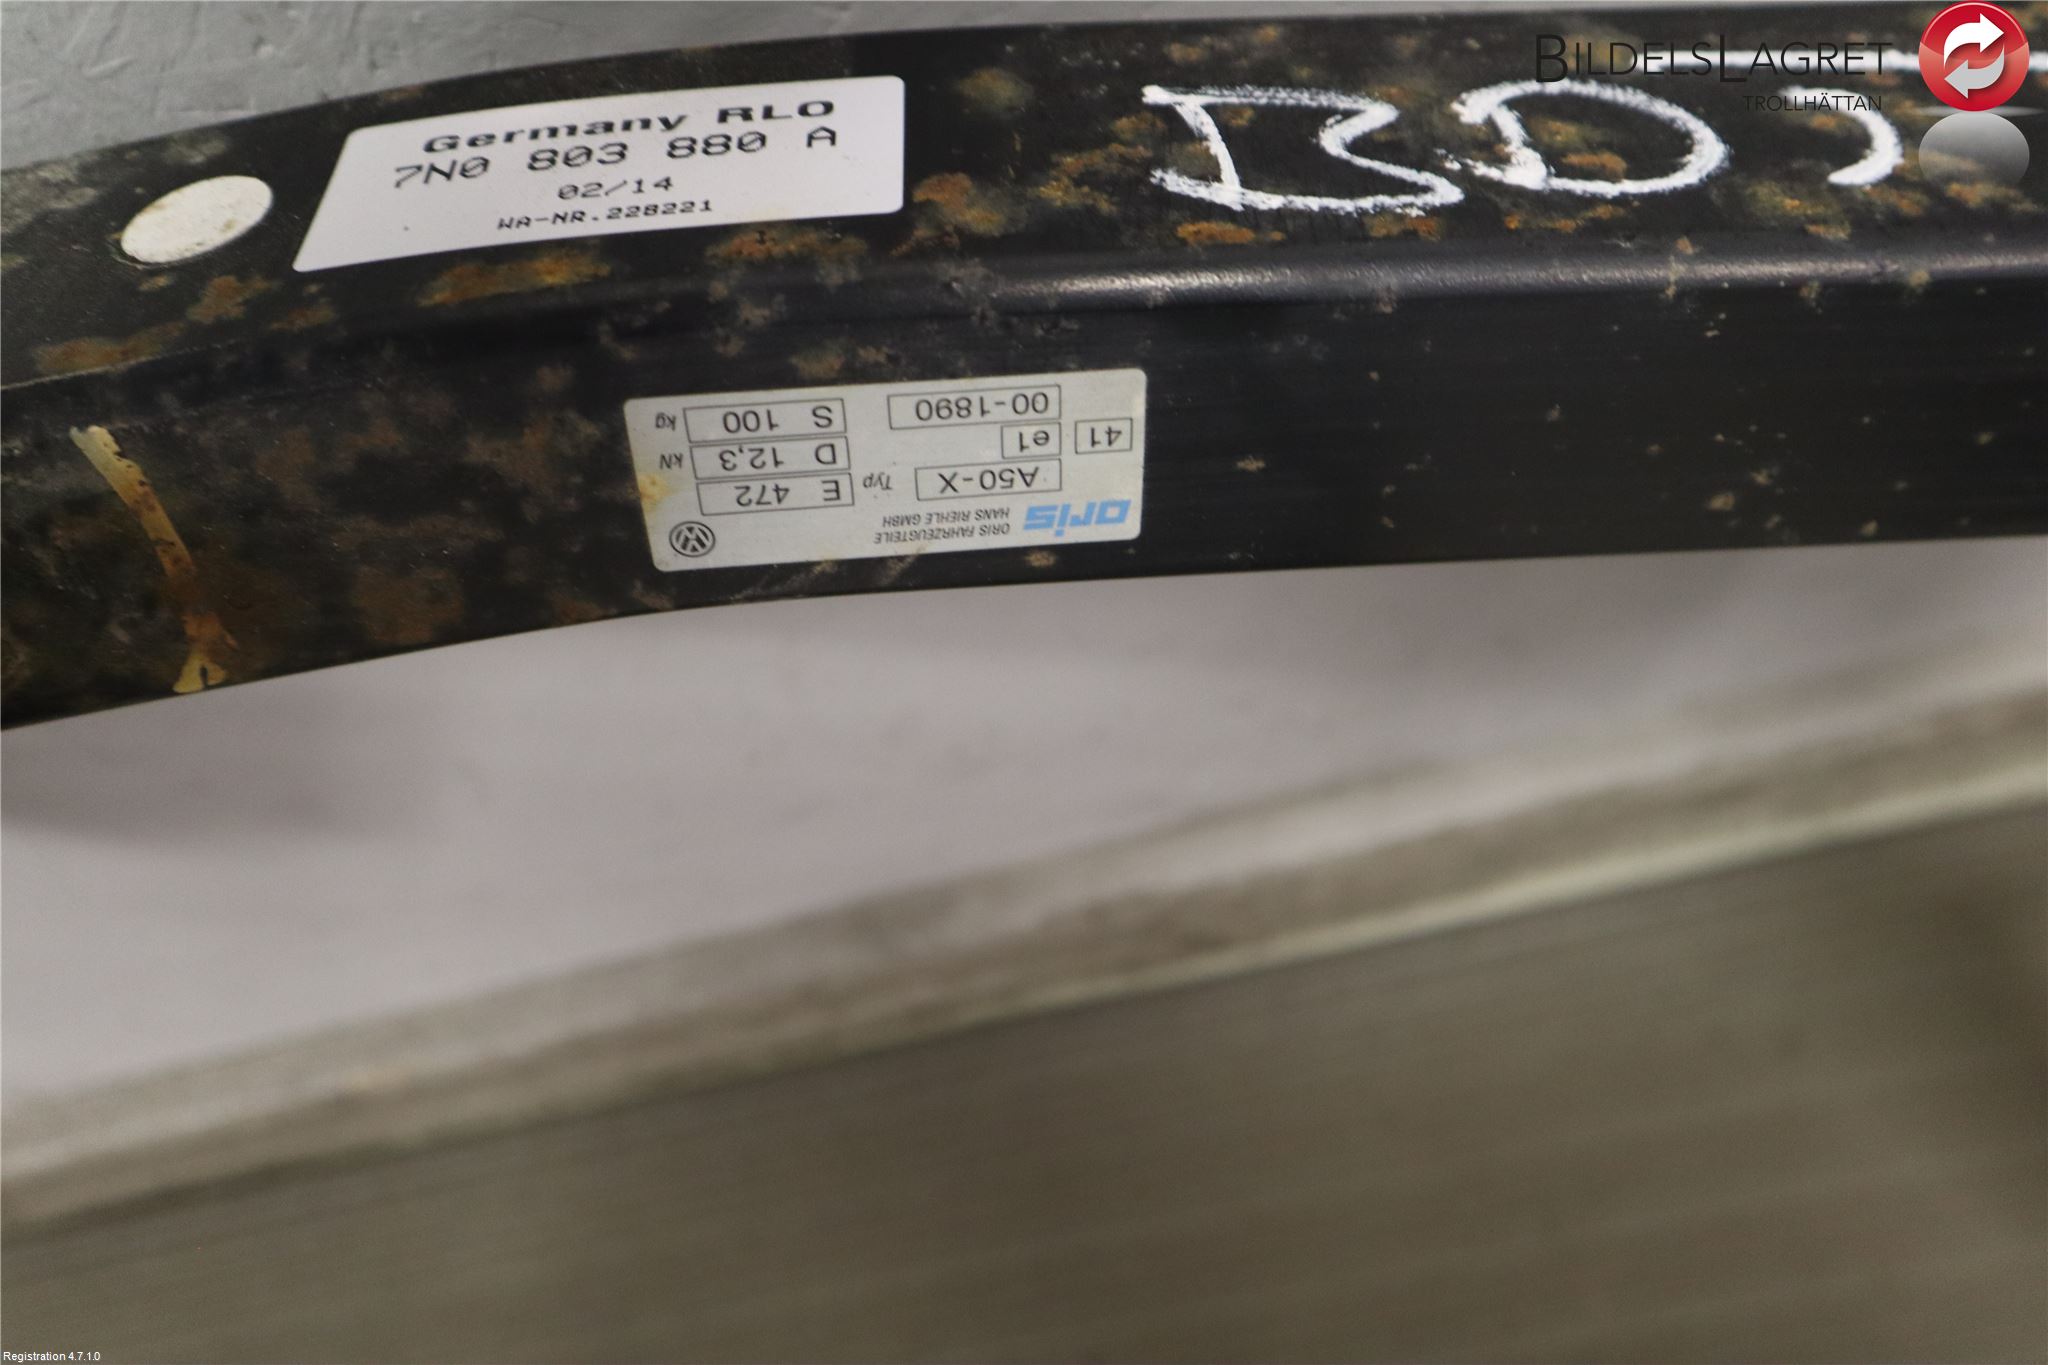 BILDELSLAGRET
TROLLHÄTTAN
Germany RLO
7N0 803 880 A
02/14
WA-NR.228221
oris
ORIS FAHRZEUGTEILE
HANS RIEHLE GMBH
A50-X Typ E 472
41 e1 D 12,3 kN
00-1890 S 100 kg
Registration 4.7.1.0